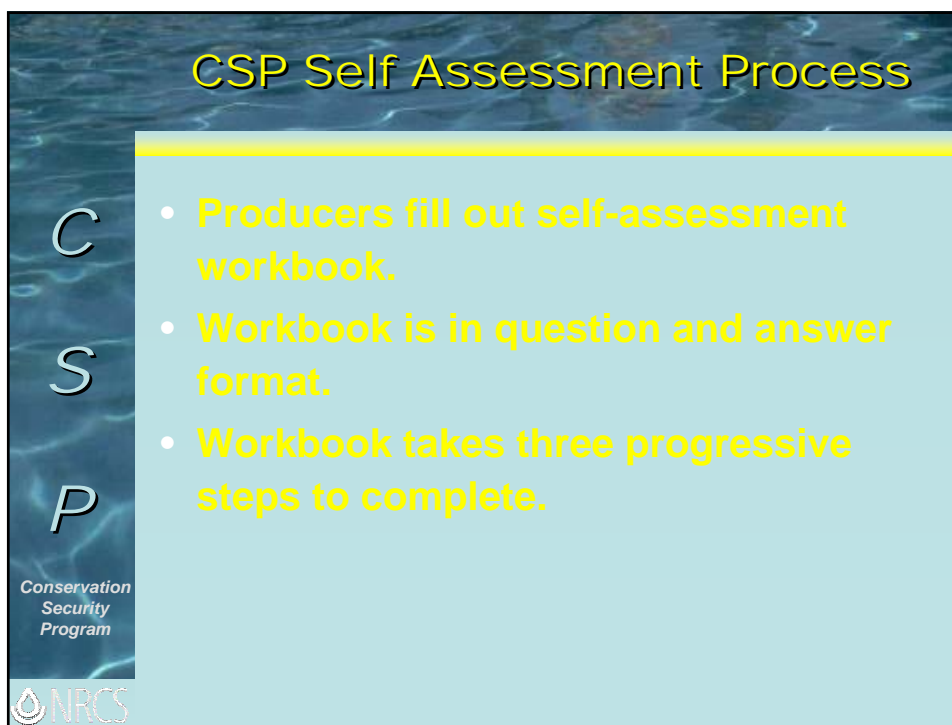 CSP Self Assessment Process
C
S
P
Conservation
Security
Program
NRCS
• Producers fill out self-assessment
workbook.
• Workbook is in question and answer
format.
• Workbook takes three progressive
steps to complete.